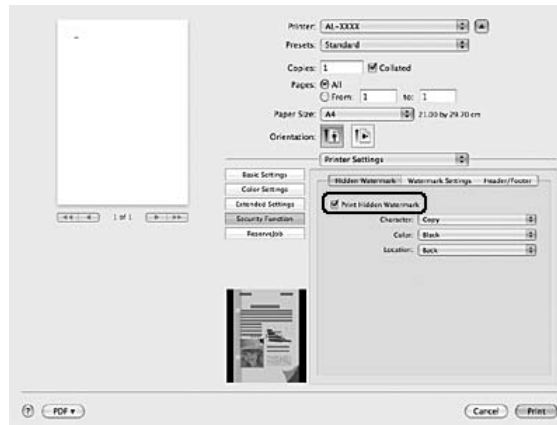 Printer: AL-XXXX
Presets: Standard
Copies: 1 Collated
Pages: All
From: 1 to: 1
Paper Size: A4 21.00 by 29.70 cm
Orientation:
Printer Settings
Basic Settings
Color Settings
Extended Settings
Security Function
ReserveJob
Hidden Watermark Watermark Settings Header/Footer
Print Hidden Watermark
Character: Copy
Color: Black
Location: Back
1 of 1
? PDF Cancel Print